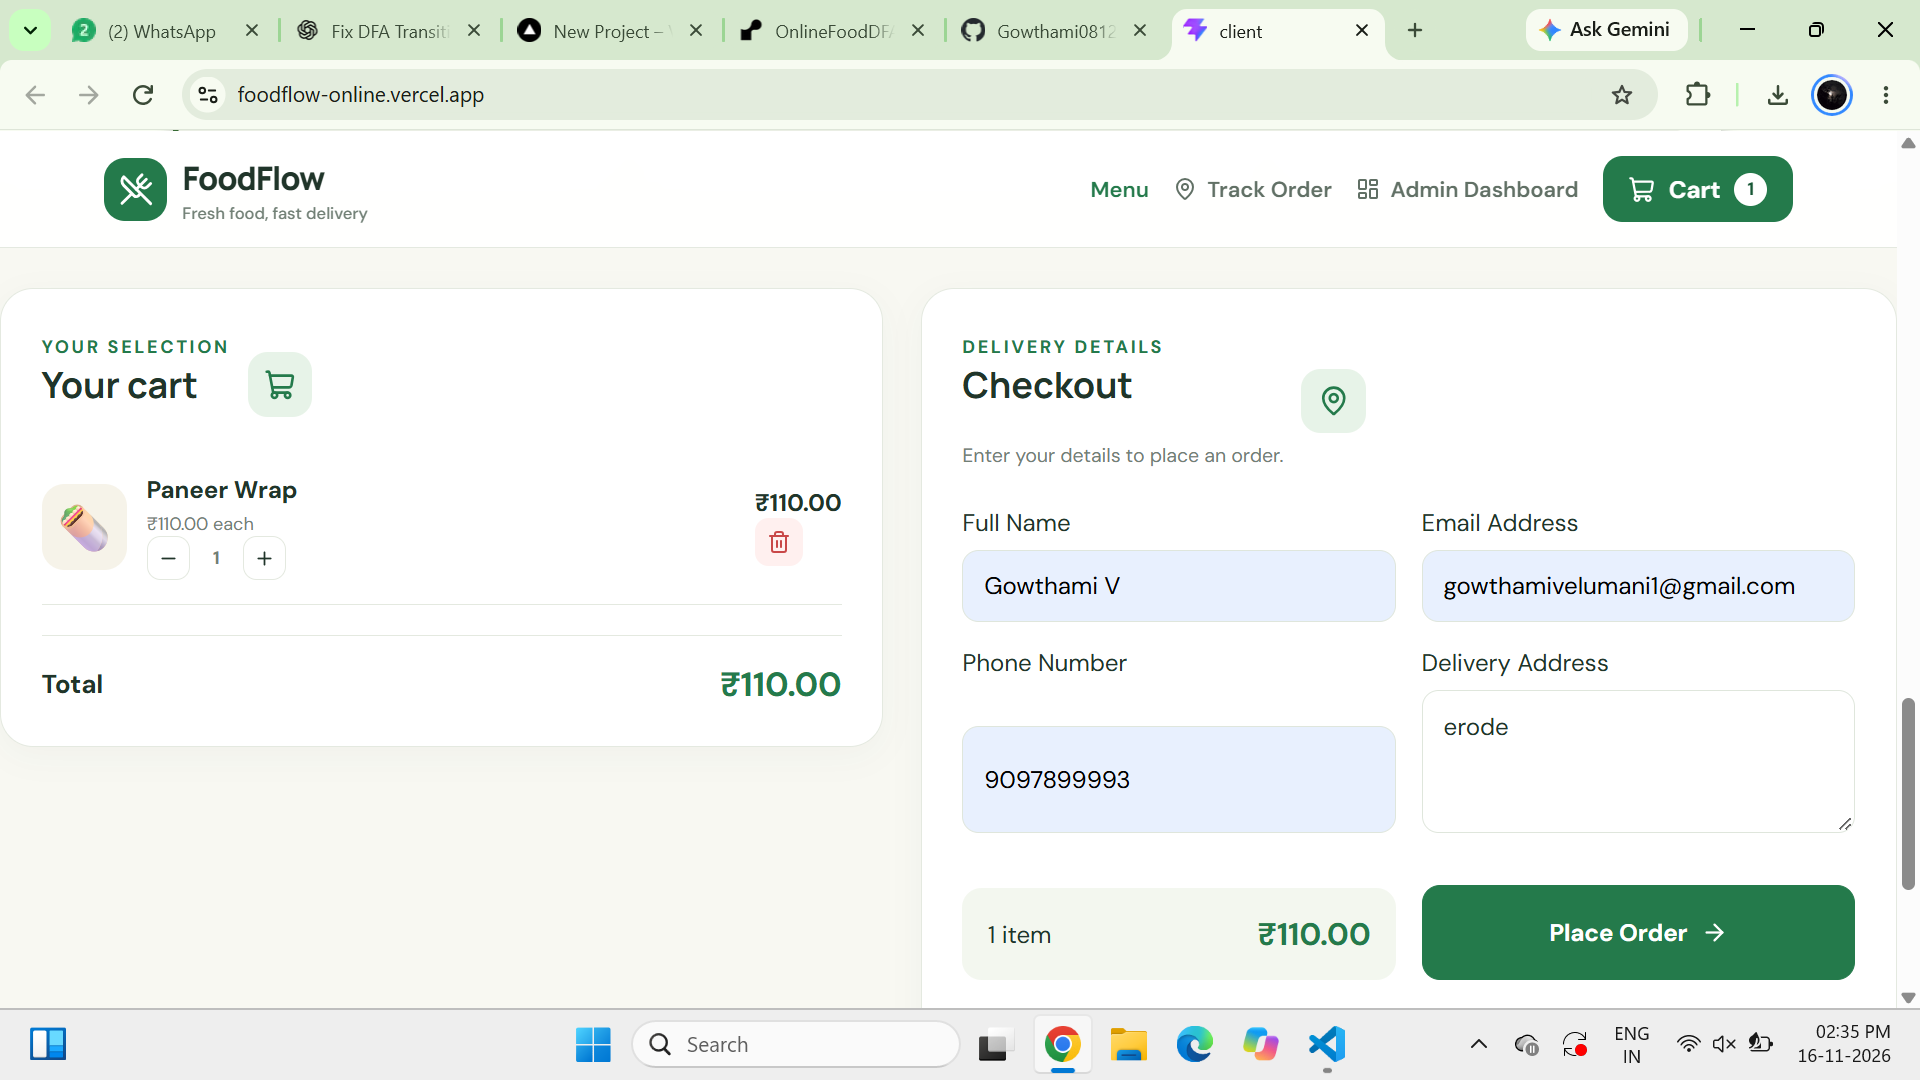 (2) WhatsApp
Fix DFA Transiti
New Project –
OnlineFoodDFA
Gowthami0812
client
Ask Gemini
foodflow-online.vercel.app
FoodFlow
Fresh food, fast delivery
Menu
Track Order
Admin Dashboard
Cart 1
YOUR SELECTION
Your cart
Paneer Wrap
₹110.00 each
− 1 +
₹110.00
Total
₹110.00
DELIVERY DETAILS
Checkout
Enter your details to place an order.
Full Name
Gowthami V
Email Address
gowthamivelumani1@gmail.com
Phone Number
9097899993
Delivery Address
erode
1 item
₹110.00
Place Order →
Search
ENG
IN
02:35 PM
16-11-2026